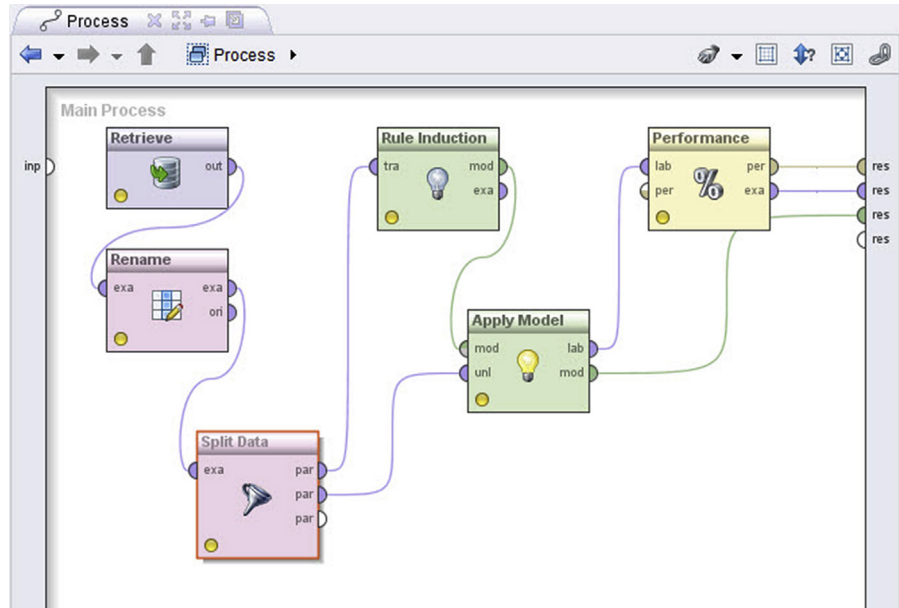 Process
Process
Main Process
inp
Retrieve
out
Rename
exa
exa
ori
Split Data
exa
par
par
par
Rule Induction
tra
mod
exa
Apply Model
mod
lab
unl
mod
Performance
%
lab
per
per
exa
res
res
res
res